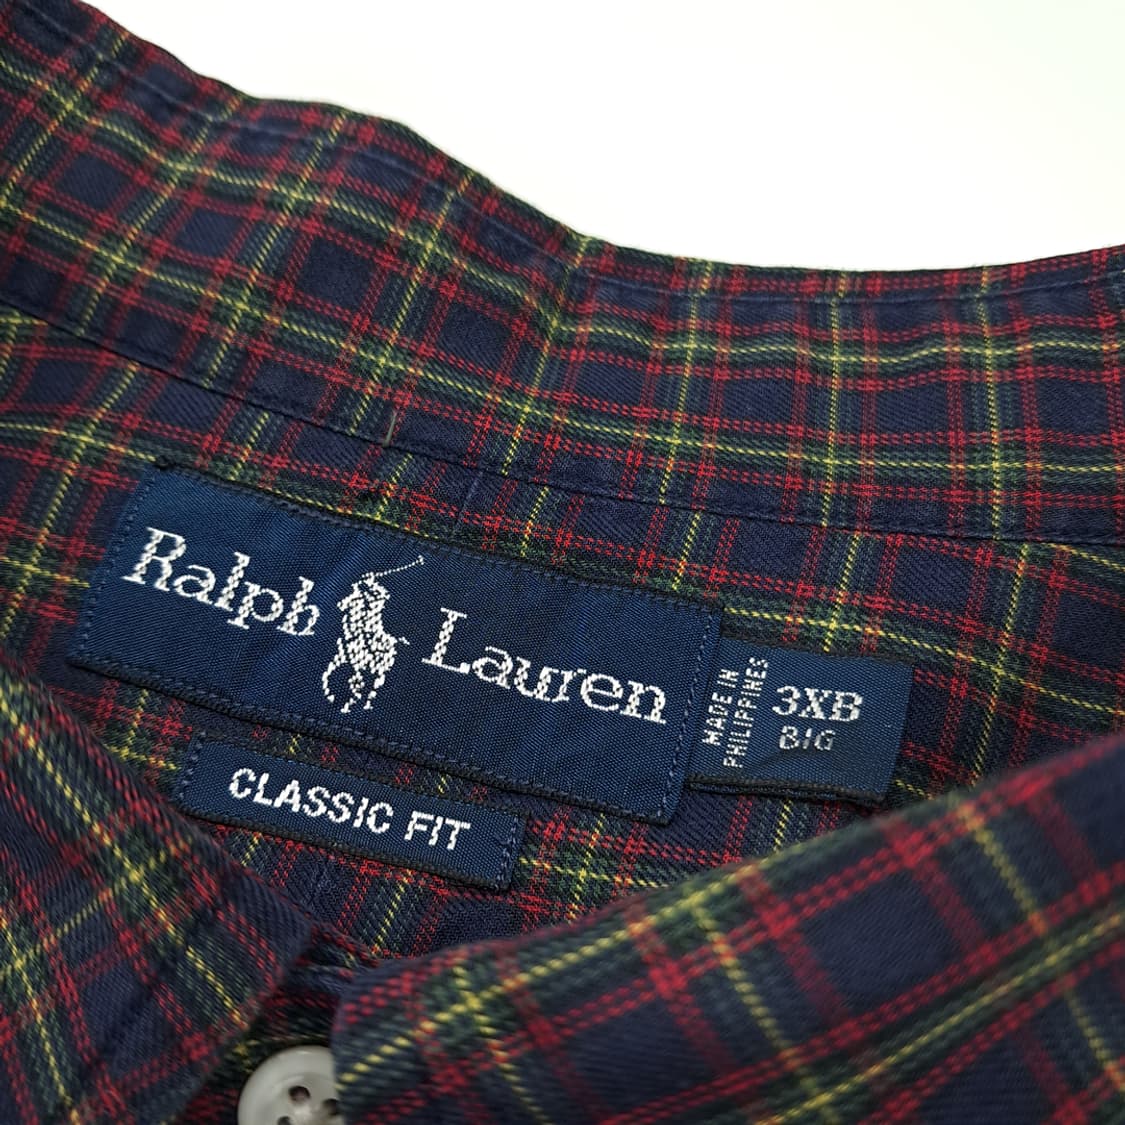 Ralph Lauren
MADE IN
PHILIPPINES
3XB
BIG
CLASSIC FIT